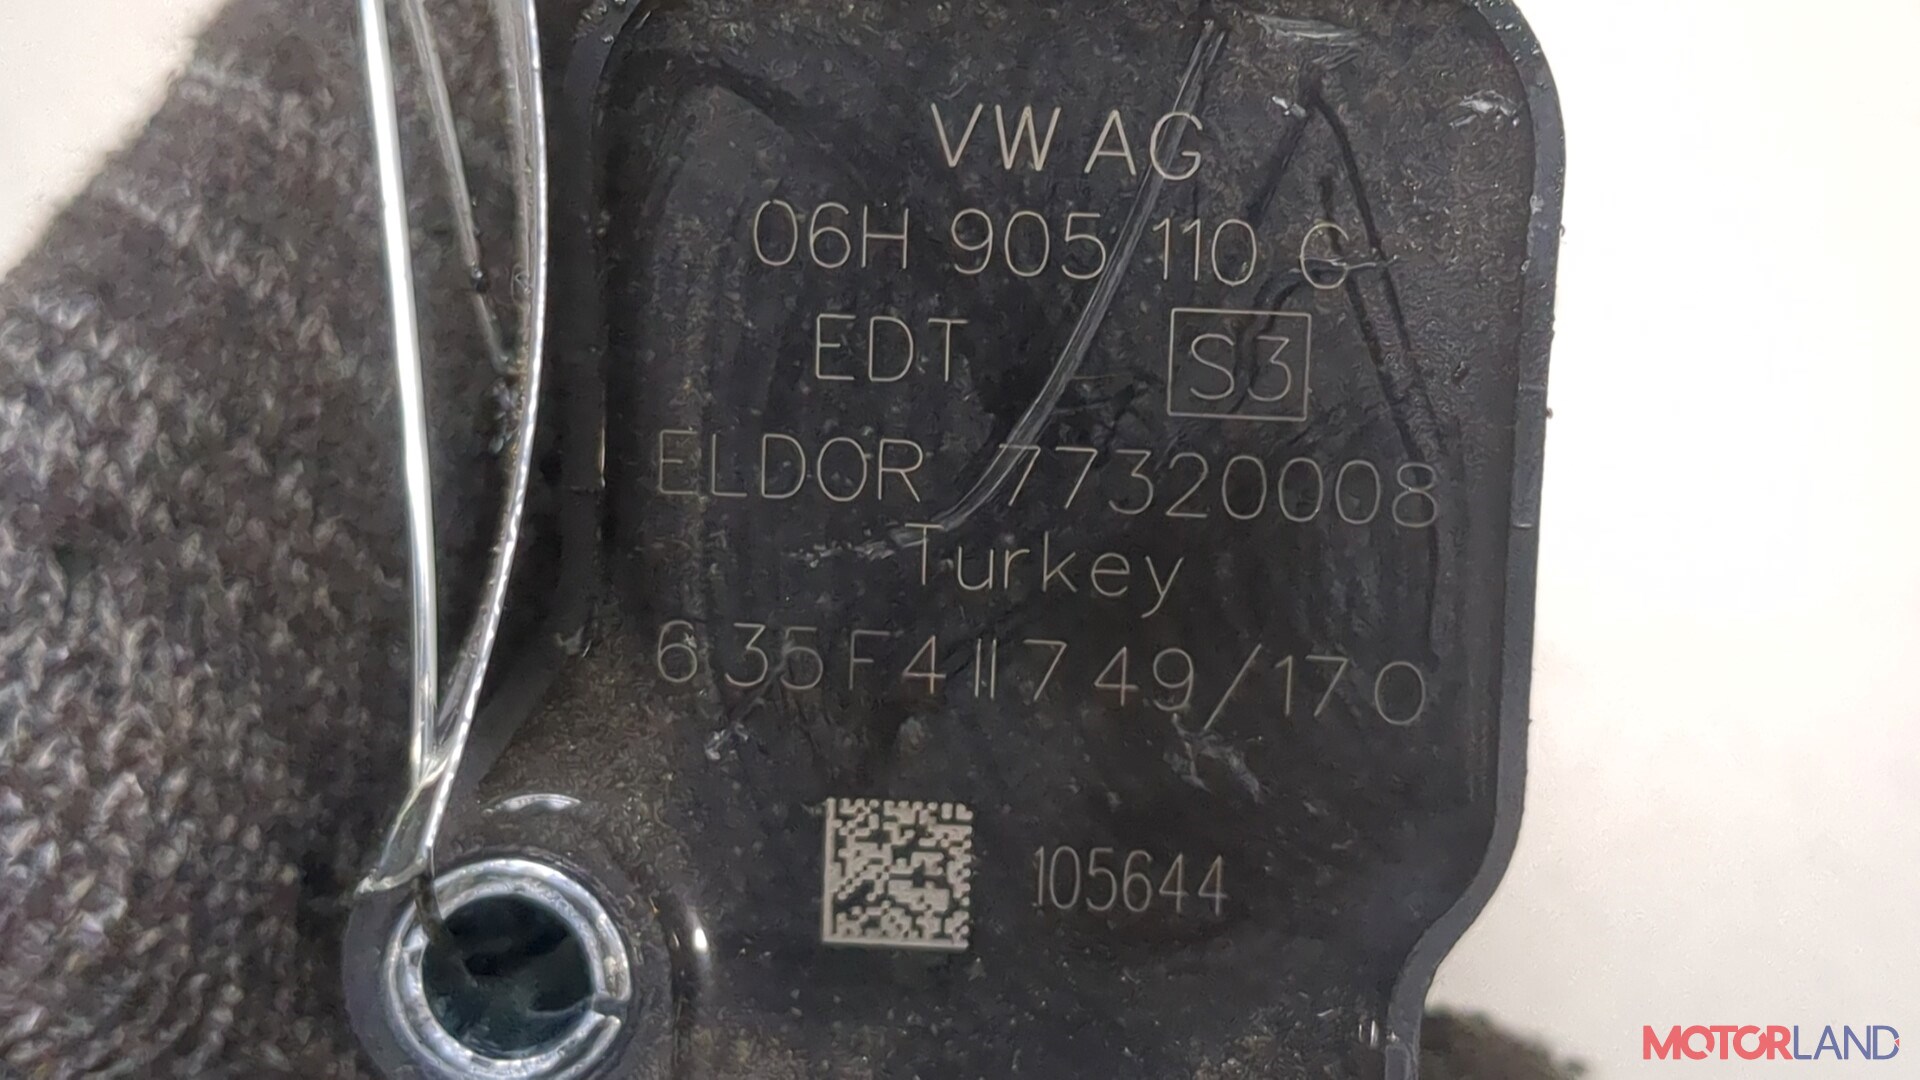 VW AG
06H 905 110 G
EDT S3
ELDOR 77320008
Turkey
635F411749/170
105644
MOTORLAND